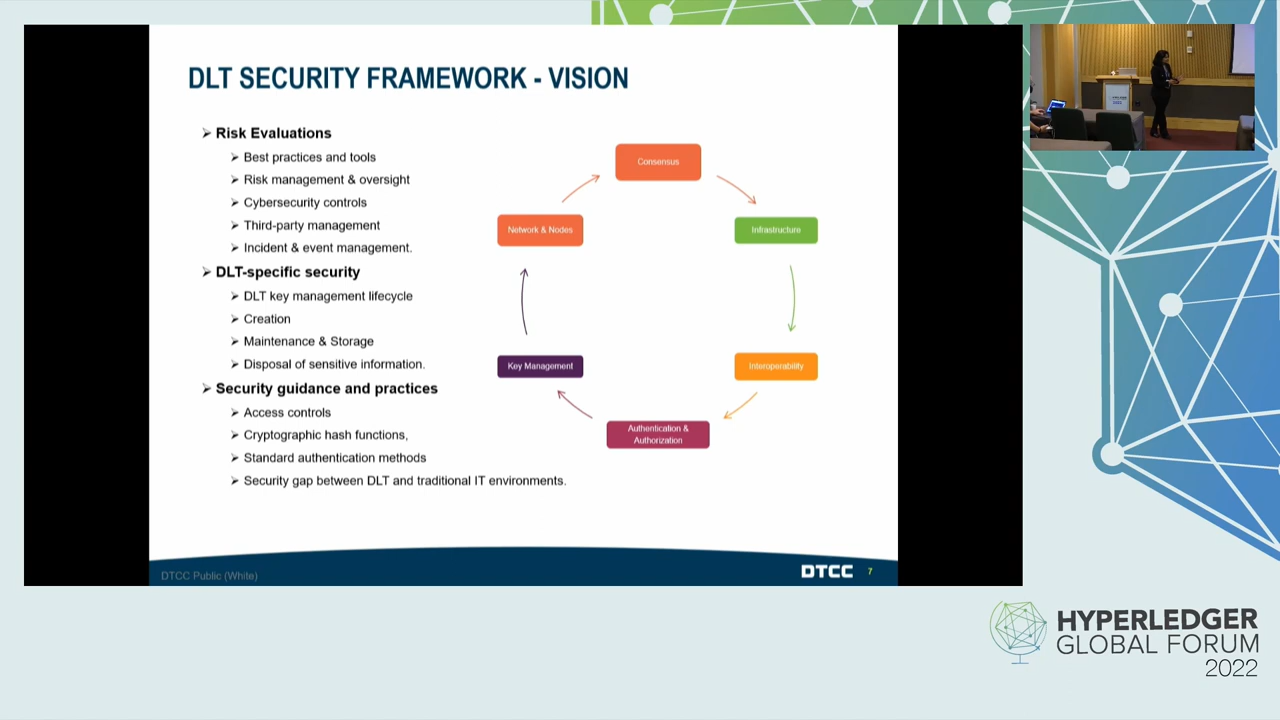 DLT SECURITY FRAMEWORK - VISION
Risk Evaluations
Best practices and tools
Risk management & oversight
Cybersecurity controls
Third-party management
Incident & event management.
DLT-specific security
DLT key management lifecycle
Creation
Maintenance & Storage
Disposal of sensitive information.
Security guidance and practices
Access controls
Cryptographic hash functions,
Standard authentication methods
Security gap between DLT and traditional IT environments.
Consensus
Infrastructure
Interoperability
Authentication &
Authorization
Key Management
Network & Nodes
DTCC Public (White)
DTCC 7
HYPERLEDGER
GLOBAL FORUM
2022